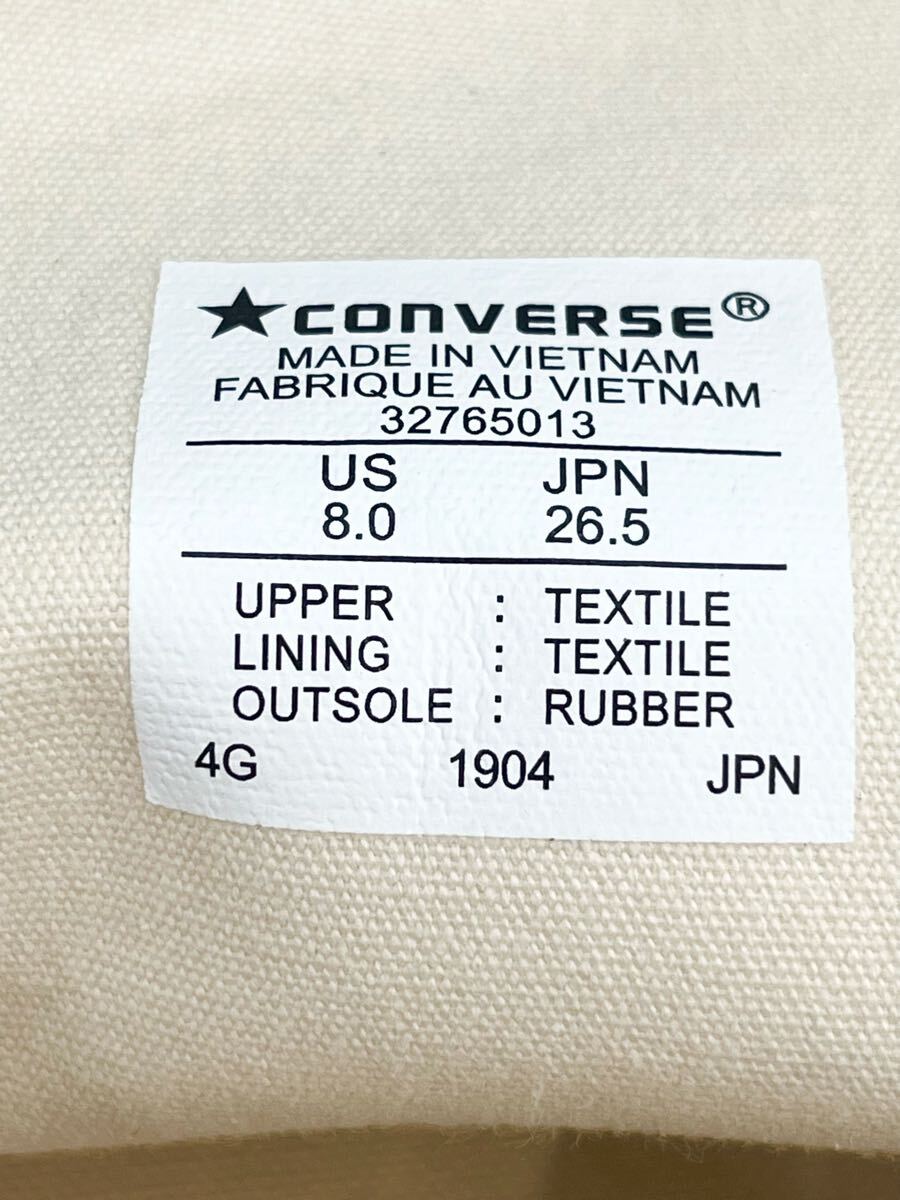 ★CONVERSE®
MADE IN VIETNAM
FABRIQUE AU VIETNAM
32765013
US JPN
8.0 26.5
UPPER : TEXTILE
LINING : TEXTILE
OUTSOLE : RUBBER
4G 1904 JPN